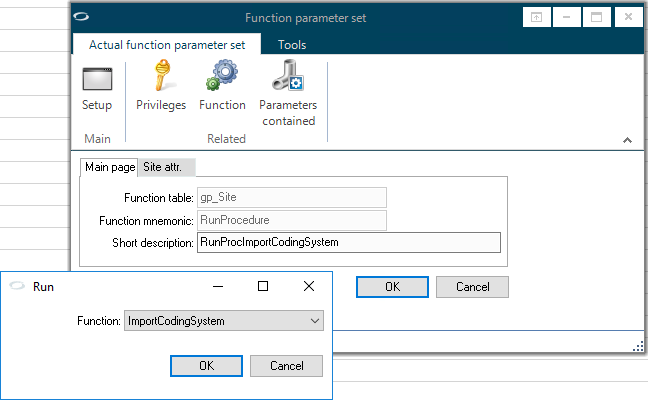 Function parameter set
Actual function parameter set Tools
Setup Privileges Function Parameters
contained
Main Related
Main page Site attr.
Function table: gp_Site
Function mnemonic: RunProcedure
Short description: RunProcImportCodingSystem
OK Cancel
Run
Function: ImportCodingSystem
OK Cancel